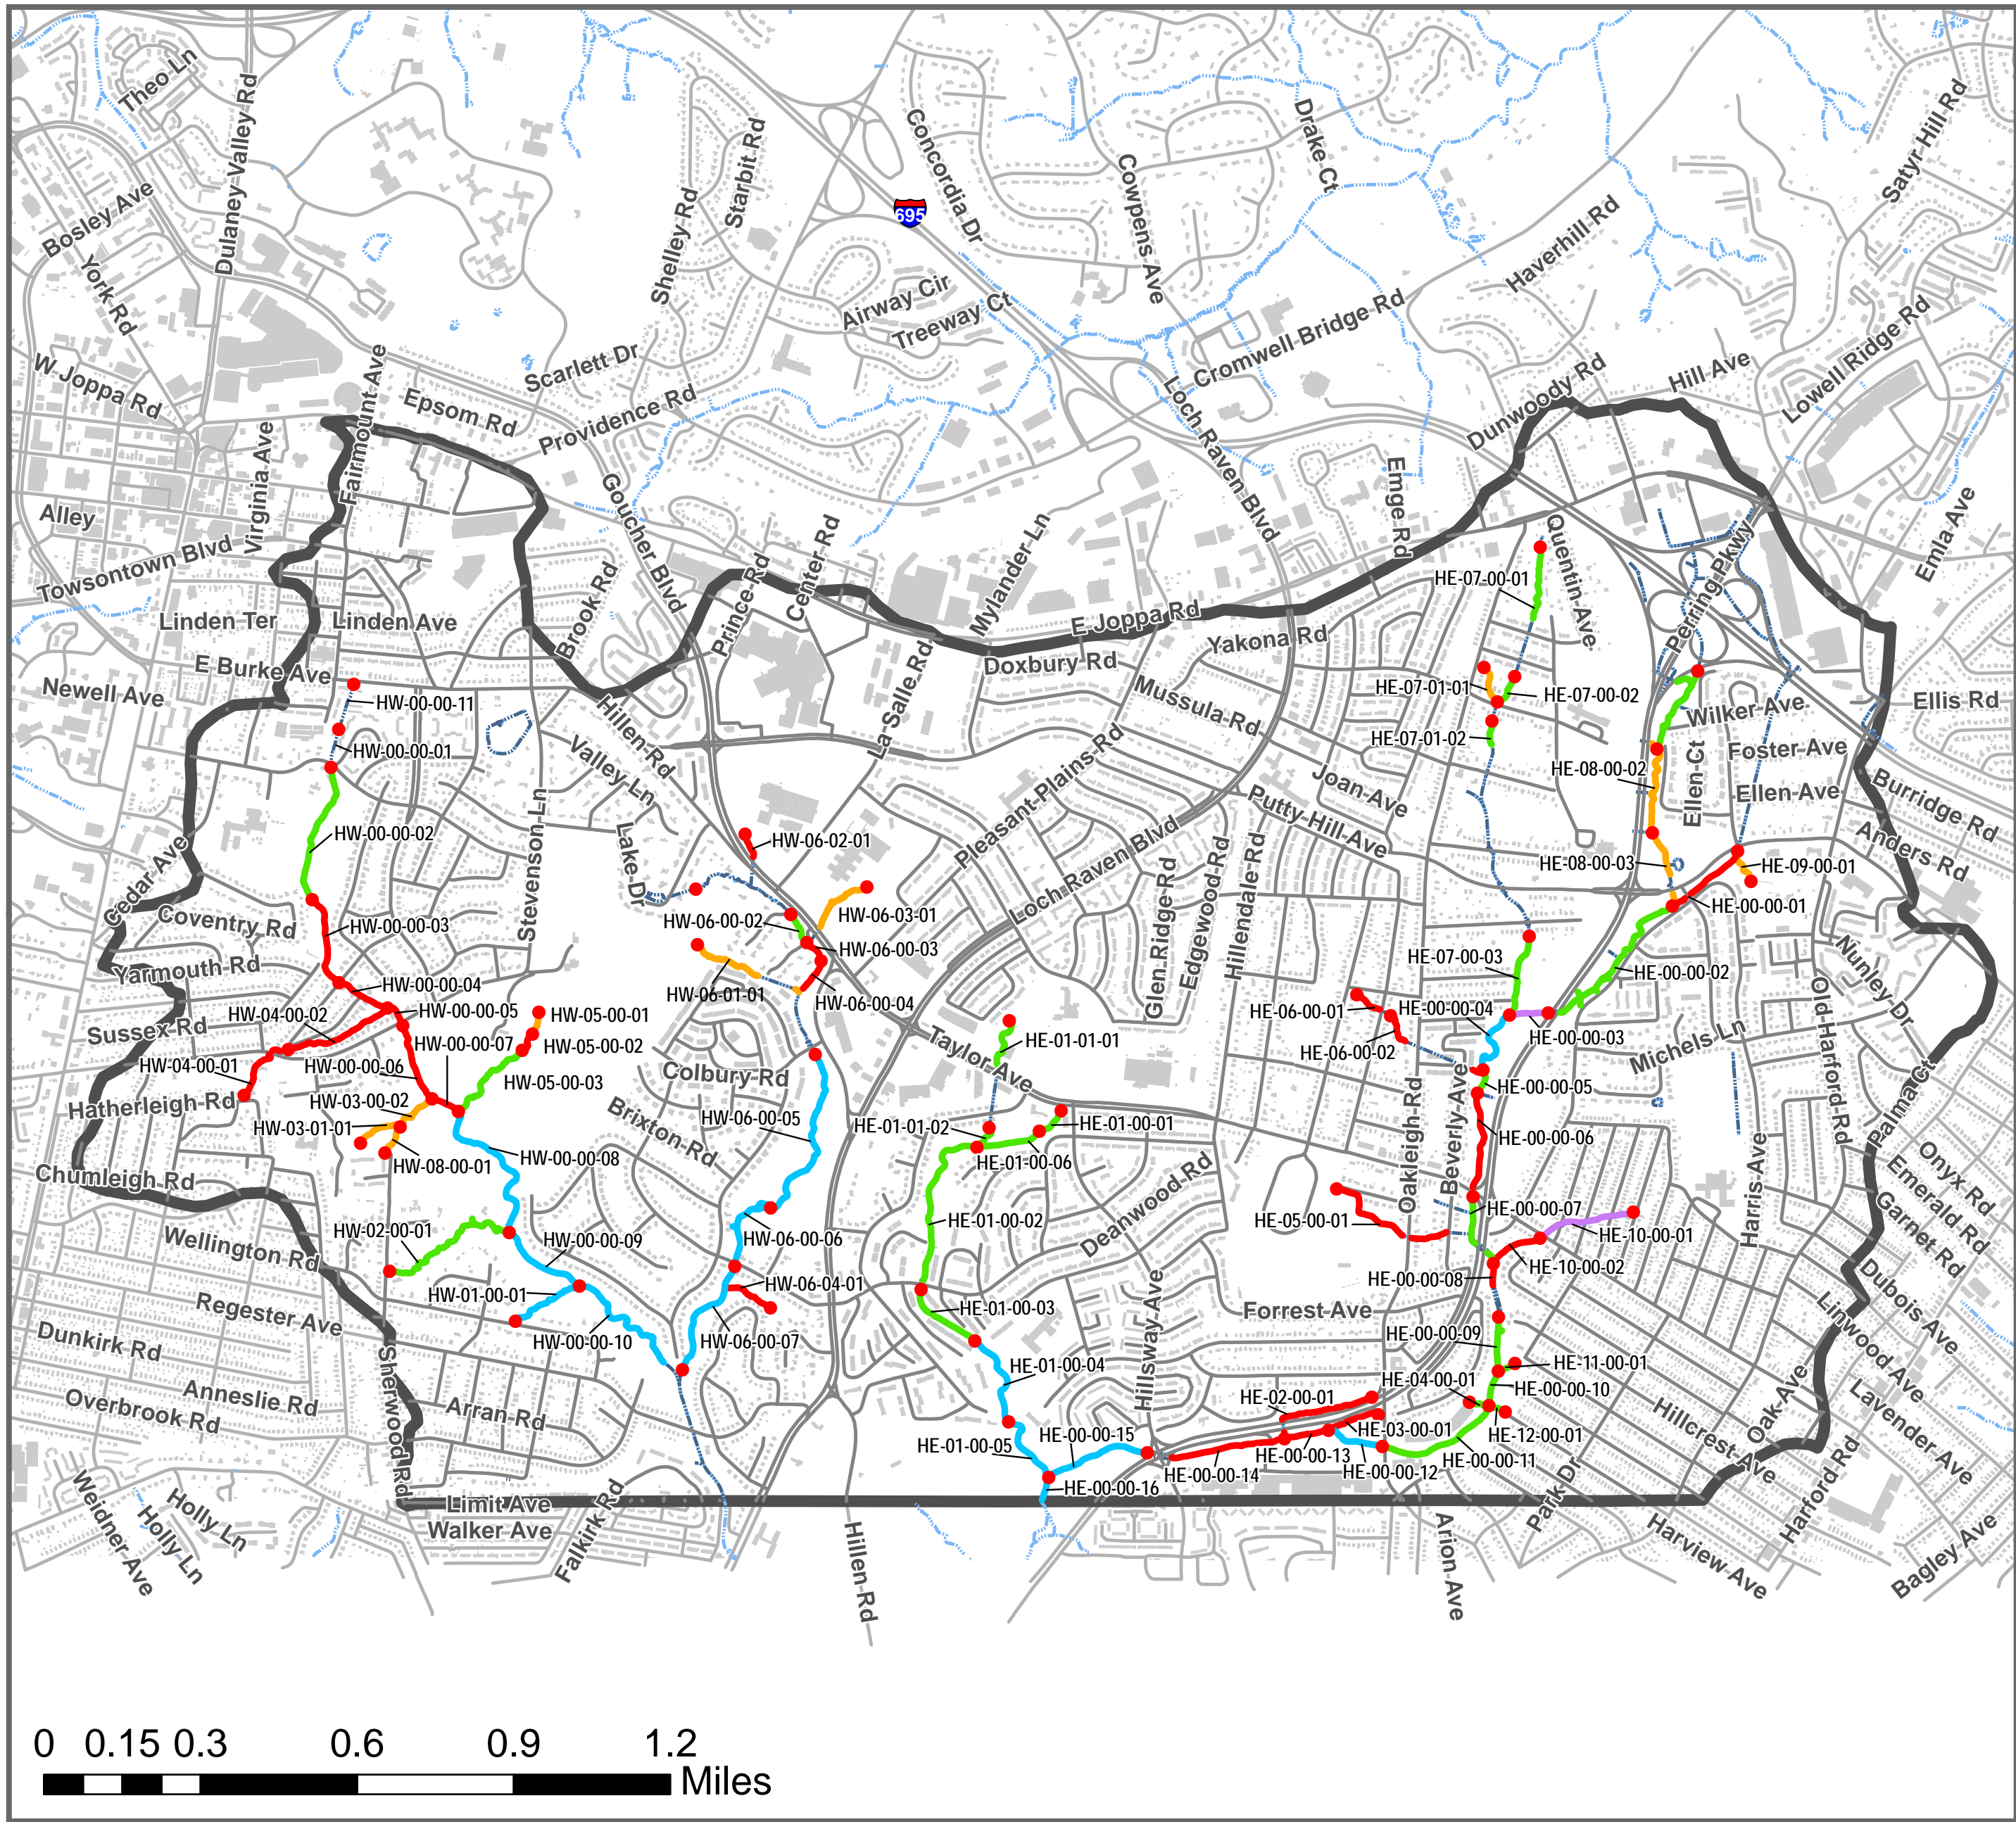 Theo Ln
Dulaney Valley Rd
Bosley Ave
York Rd
W Joppa Rd
Virginia Ave
Fairmount Ave
Epsom Rd
Scarlett Dr
Providence Rd
Shelley Rd
Starbit Rd
695
Concordia Dr
Airway Cir
Treeway Ct
Cowpens Ave
Drake Ct
Cromwell Bridge Rd
Loch Raven Blvd
Haverhill Rd
Satyr Hill Rd
Dunwoody Rd
Hill Ave
Lowell Ridge Rd
Emge Rd
Alley
Towsontown Blvd
Linden Ter
Linden Ave
E Burke Ave
Newell Ave
Goucher Blvd
Brook Rd
Prince Rd
Center Rd
Mylander Ln
La Salle Rd
E Joppa Rd
Doxbury Rd
Yakona Rd
Mussula Rd
Quentin Ave
Perring Pkwy
Emla Ave
Ellis Rd
Wilker Ave
Foster Ave
Ellen Ct
Ellen Ave
Burridge Rd
Anders Rd
Hillen Rd
Valley Ln
Lake Dr
Stevenson Ln
Pleasant Plains Rd
Loch Raven Blvd
Joan Ave
Putty Hill Ave
Glen Ridge Rd
Edgewood Rd
Hillendale Rd
Cedar Ave
Coventry Rd
Yarmouth Rd
Sussex Rd
Hatherleigh Rd
Chumleigh Rd
Wellington Rd
Regester Ave
Dunkirk Rd
Anneslie Rd
Overbrook Rd
Sherwood Rd
Arran Rd
Colbury Rd
Brixton Rd
Taylor Ave
Deanwood Rd
Hillsway Ave
Forrest Ave
Oakleigh Rd
Beverly Ave
Michels Ln
Nunley Dr
Old Harford Rd
Palmar Ct
Harris Ave
Onyx Rd
Emerald Rd
Garnet Rd
Dubois Ave
Linwood Ave
Lavender Ave
Oak Ave
Hillcrest Ave
Park Dr
Harford Rd
Harview Ave
Bagley Ave
Arion Ave
Hillen Rd
Limit Ave
Walker Ave
Falkirk Rd
Weidner Ave
Holly Ln
Holly Ln
HW-00-00-11
HW-00-00-01
HW-00-00-02
HW-00-00-03
HW-00-00-04
HW-00-00-05
HW-04-00-02
HW-04-00-01
HW-00-00-07
HW-00-00-06
HW-03-00-02
HW-03-01-01
HW-08-00-01
HW-05-00-01
HW-05-00-02
HW-05-00-03
HW-00-00-08
HW-02-00-01
HW-00-00-09
HW-01-00-01
HW-00-00-10
HW-06-02-01
HW-06-03-01
HW-06-00-02
HW-06-00-03
HW-06-01-01
HW-06-00-04
HW-06-00-05
HW-06-00-06
HW-06-04-01
HW-06-00-07
HE-01-01-01
HE-01-01-02
HE-01-00-01
HE-01-00-06
HE-01-00-02
HE-01-00-03
HE-01-00-04
HE-01-00-05
HE-00-00-15
HE-00-00-16
HE-07-00-01
HE-07-01-01
HE-07-00-02
HE-07-01-02
HE-08-00-02
HE-08-00-03
HE-09-00-01
HE-00-00-01
HE-00-00-02
HE-07-00-03
HE-00-00-04
HE-00-00-03
HE-06-00-01
HE-06-00-02
HE-00-00-05
HE-00-00-06
HE-00-00-07
HE-05-00-01
HE-10-00-01
HE-10-00-02
HE-00-00-08
HE-00-00-09
HE-11-00-01
HE-04-00-01
HE-00-00-10
HE-02-00-01
HE-03-00-01
HE-12-00-01
HE-00-00-11
HE-00-00-12
HE-00-00-13
HE-00-00-14
0 0.15 0.3 0.6 0.9 1.2
Miles